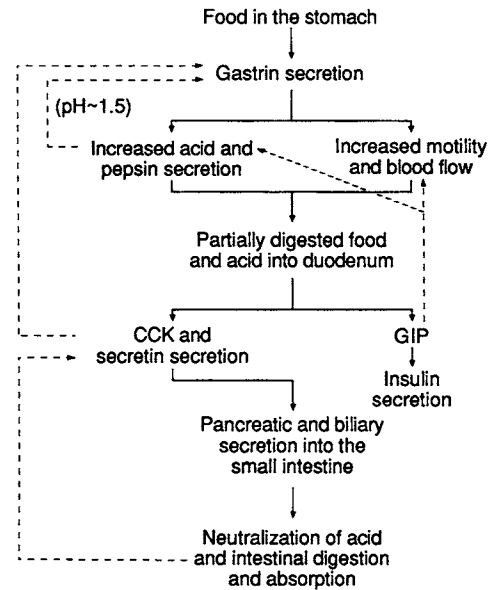 Food in the stomach
Gastrin secretion
(pH~1.5)
Increased acid and
pepsin secretion
Increased motility
and blood flow
Partially digested food
and acid into duodenum
CCK and
secretin secretion
GIP
Insulin
secretion
Pancreatic and biliary
secretion into the
small intestine
Neutralization of acid
and intestinal digestion
and absorption